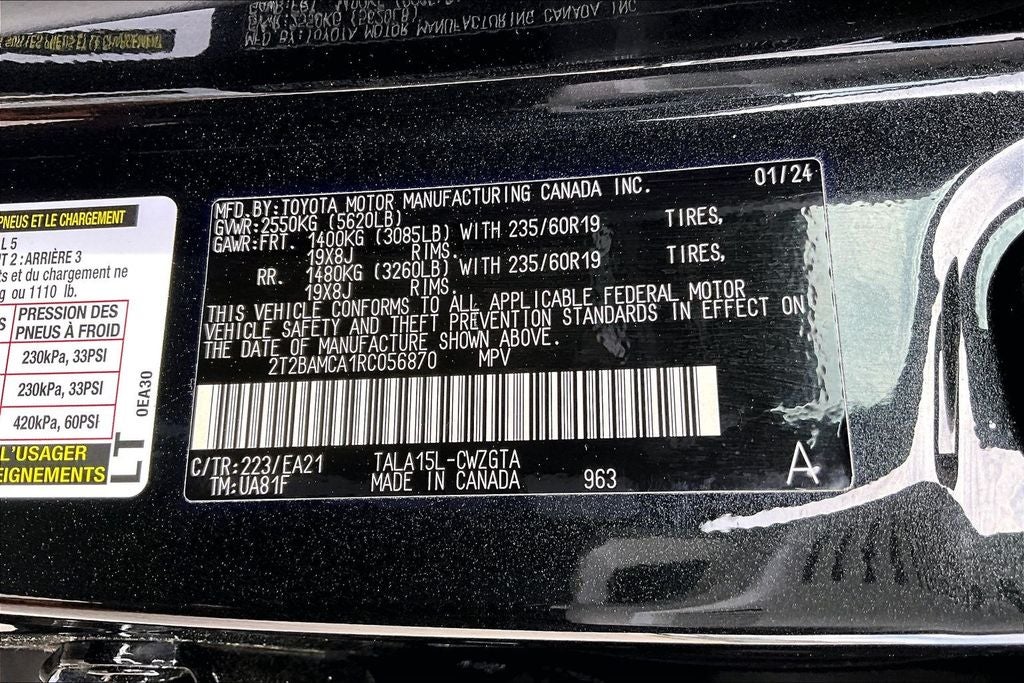 PNEUS ET LE CHARGEMENT
L 5
T 2 : ARRIÈRE 3
ts et du chargement ne
g ou 1110 lb.
PRESSION DES
PNEUS À FROID
230kPa, 33PSI
230kPa, 33PSI
420kPa, 60PSI
L'USAGER
EIGNEMENTS
0EA30
LT
MFD.BY:TOYOTA MOTOR MANUFACTURING CANADA INC. 01/24
GVWR:2550KG (5620LB)
GAWR:FRT. 1400KG (3085LB) WITH 235/60R19 TIRES,
19X8J RIMS.
RR. 1480KG (3260LB) WITH 235/60R19 TIRES,
19X8J RIMS.
THIS VEHICLE CONFORMS TO ALL APPLICABLE FEDERAL MOTOR
VEHICLE SAFETY AND THEFT PREVENTION STANDARDS IN EFFECT ON
THE DATE OF MANUFACTURE SHOWN ABOVE.
2T2BAMCA1RC056870 MPV
C/TR:223/EA21 TALA15L-CWZGTA
TM:UA81F MADE IN CANADA 963 A